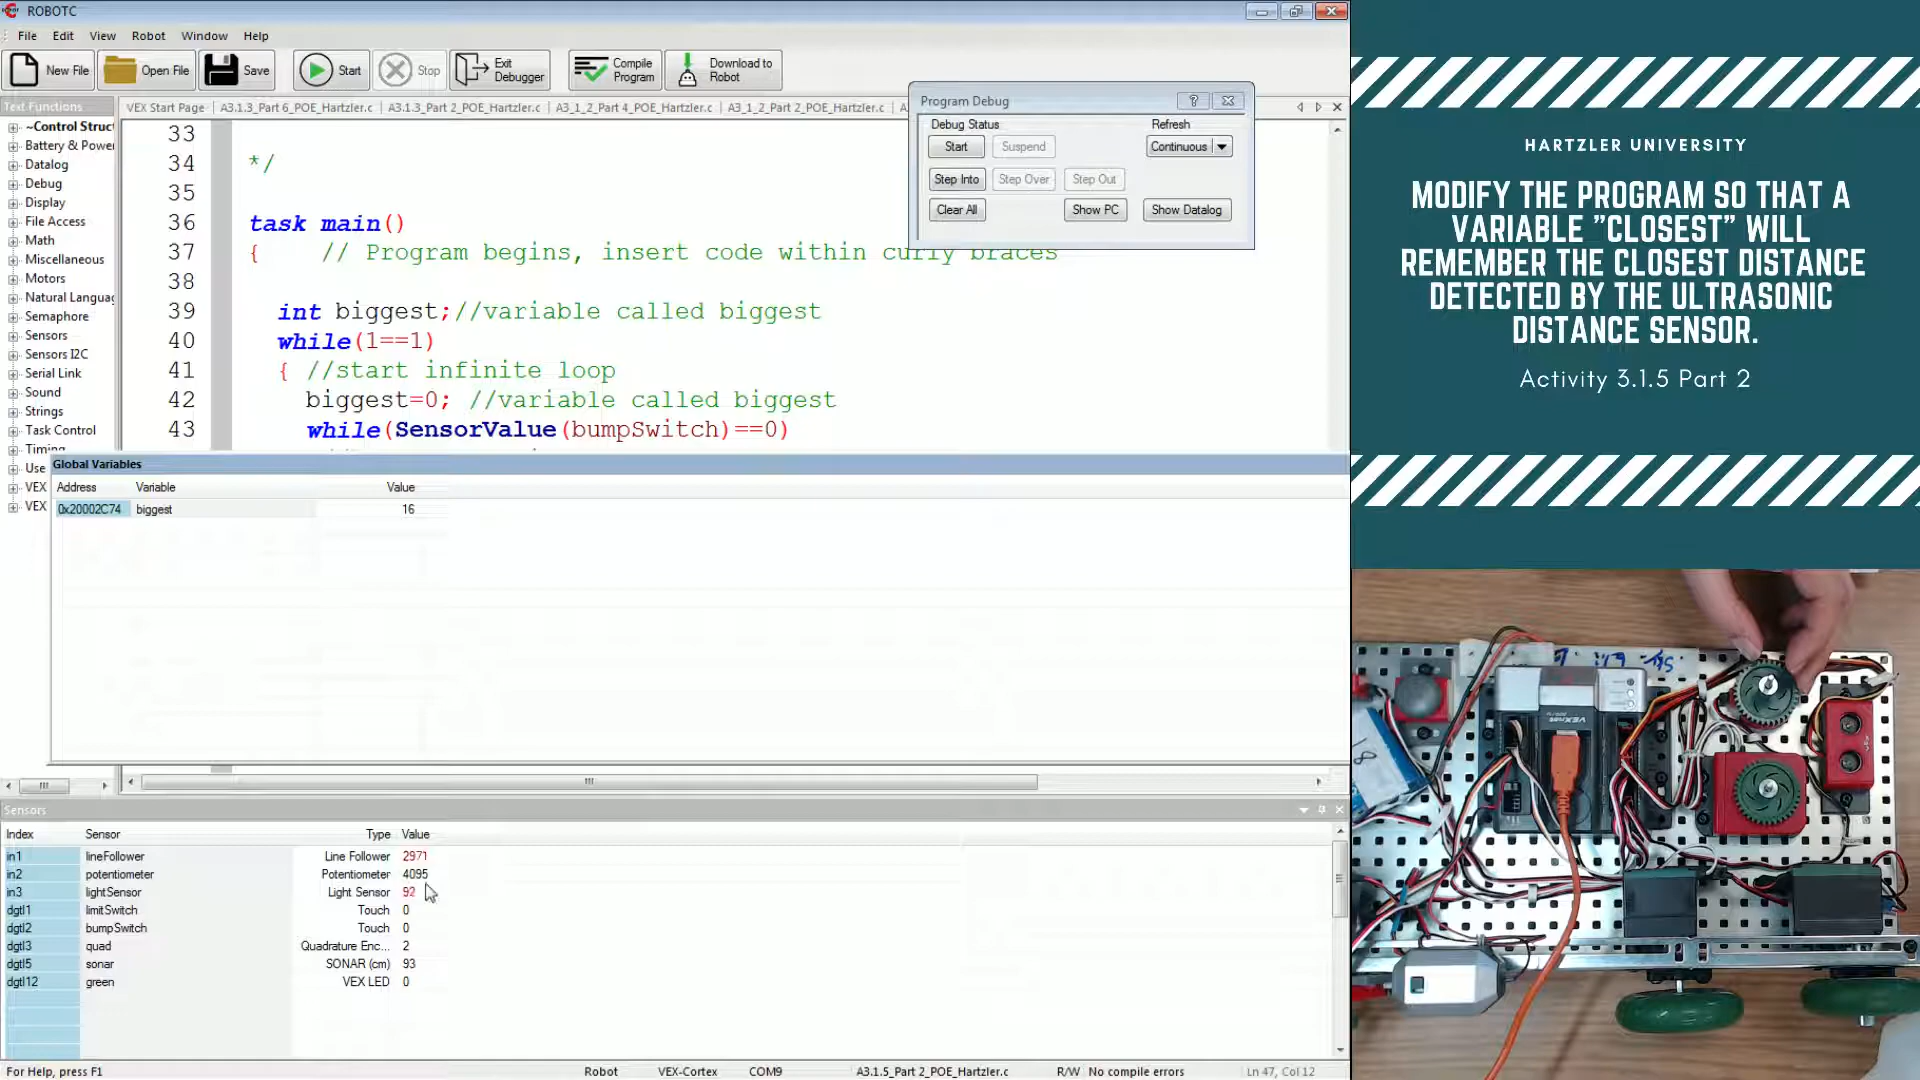 ROBOTC
File Edit View Robot Window Help
New File Open File Save Start Stop Exit Debugger Compile Program Download to Robot
Text Functions
VEX Start Page A3.1.3_Part 6_POE_Hartzler.c A3.1.3_Part 2_POE_Hartzler.c A3_1_2_Part 4_POE_Hartzler.c A3_1_2_Part 2_POE_Hartzler.c
~Control Struct
Battery & Power
Datalog
Debug
Display
File Access
Math
Miscellaneous
Motors
Natural Languag
Semaphore
Sensors
Sensors I2C
Serial Link
Sound
Strings
Task Control
Timing
Use
VEX
VEX
33
34 */
35
36 task main()
37 { // Program begins, insert code within curly braces
38
39 int biggest;//variable called biggest
40 while(1==1)
41 { //start infinite loop
42 biggest=0; //variable called biggest
43 while(SensorValue(bumpSwitch)==0)
Program Debug
Debug Status Refresh
Start Suspend Continuous
Step Into Step Over Step Out
Clear All Show PC Show Datalog
Global Variables
Address Variable Value
0x20002C74 biggest 16
Sensors
Index Sensor Type Value
in1 lineFollower Line Follower 2971
in2 potentiometer Potentiometer 4095
in3 lightSensor Light Sensor 92
dgtl1 limitSwitch Touch 0
dgtl2 bumpSwitch Touch 0
dgtl3 quad Quadrature Enc... 2
dgtl5 sonar SONAR (cm) 93
dgtl12 green VEX LED 0
For Help, press F1 Robot VEX-Cortex COM9 A3.1.5_Part 2_POE_Hartzler.c R/W No compile errors Ln 47, Col 12
HARTZLER UNIVERSITY
MODIFY THE PROGRAM SO THAT A
VARIABLE "CLOSEST" WILL
REMEMBER THE CLOSEST DISTANCE
DETECTED BY THE ULTRASONIC
DISTANCE SENSOR.
Activity 3.1.5 Part 2